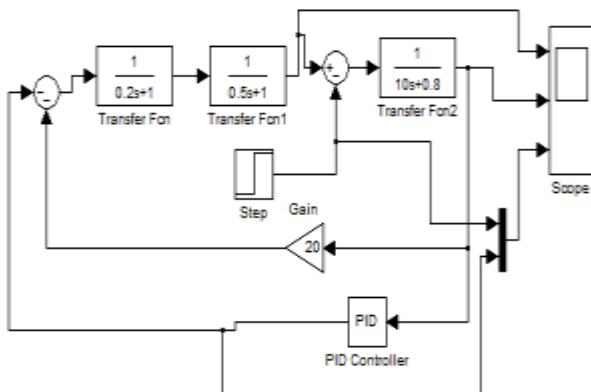 1
0.2s+1
Transfer Fcn
1
0.5s+1
Transfer Fcn1
1
10s+0.8
Transfer Fcn2
Scope
Step
Gain
20
PID
PID Controller